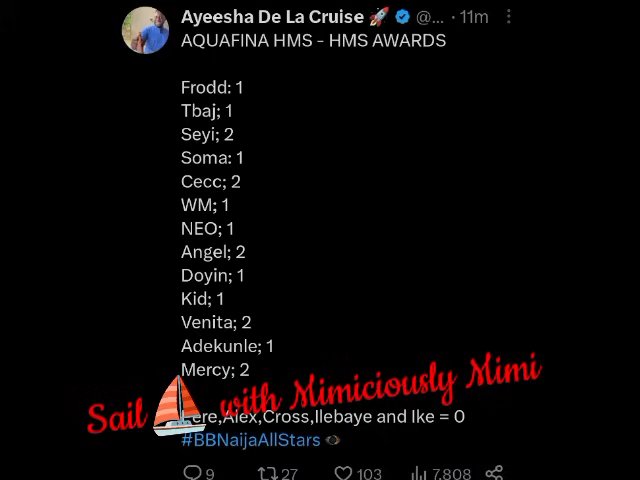 Ayeesha De La Cruise 🚀 @... · 11m
AQUAFINA HMS - HMS AWARDS
Frodd: 1
Tbaj; 1
Seyi; 2
Soma: 1
Cecc; 2
WM; 1
NEO; 1
Angel; 2
Doyin; 1
Kid; 1
Venita; 2
Adekunle; 1
Mercy; 2
Sail with Mimiciously Mimi
ere,Alex,Cross,Ilebaye and Ike = 0
#BBNaijaAllStars 👁️
9 27 103 7,808